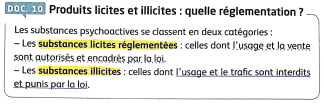 DOC. 10 Produits licites et illicites : quelle réglementation ?
Les substances psychoactives se classent en deux catégories :
– Les substances licites réglementées : celles dont l'usage et la vente
sont autorisés et encadrés par la loi.
– Les substances illicites : celles dont l'usage et le trafic sont interdits
et punis par la loi.